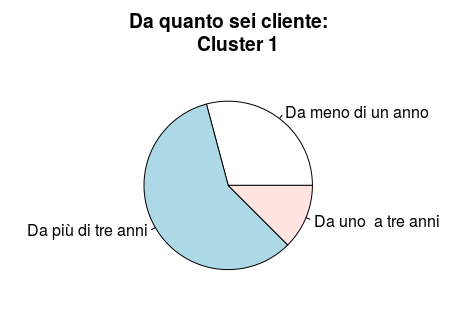 Da quanto sei cliente:
Cluster 1
Da meno di un anno
Da uno  a tre anni
Da più di tre anni